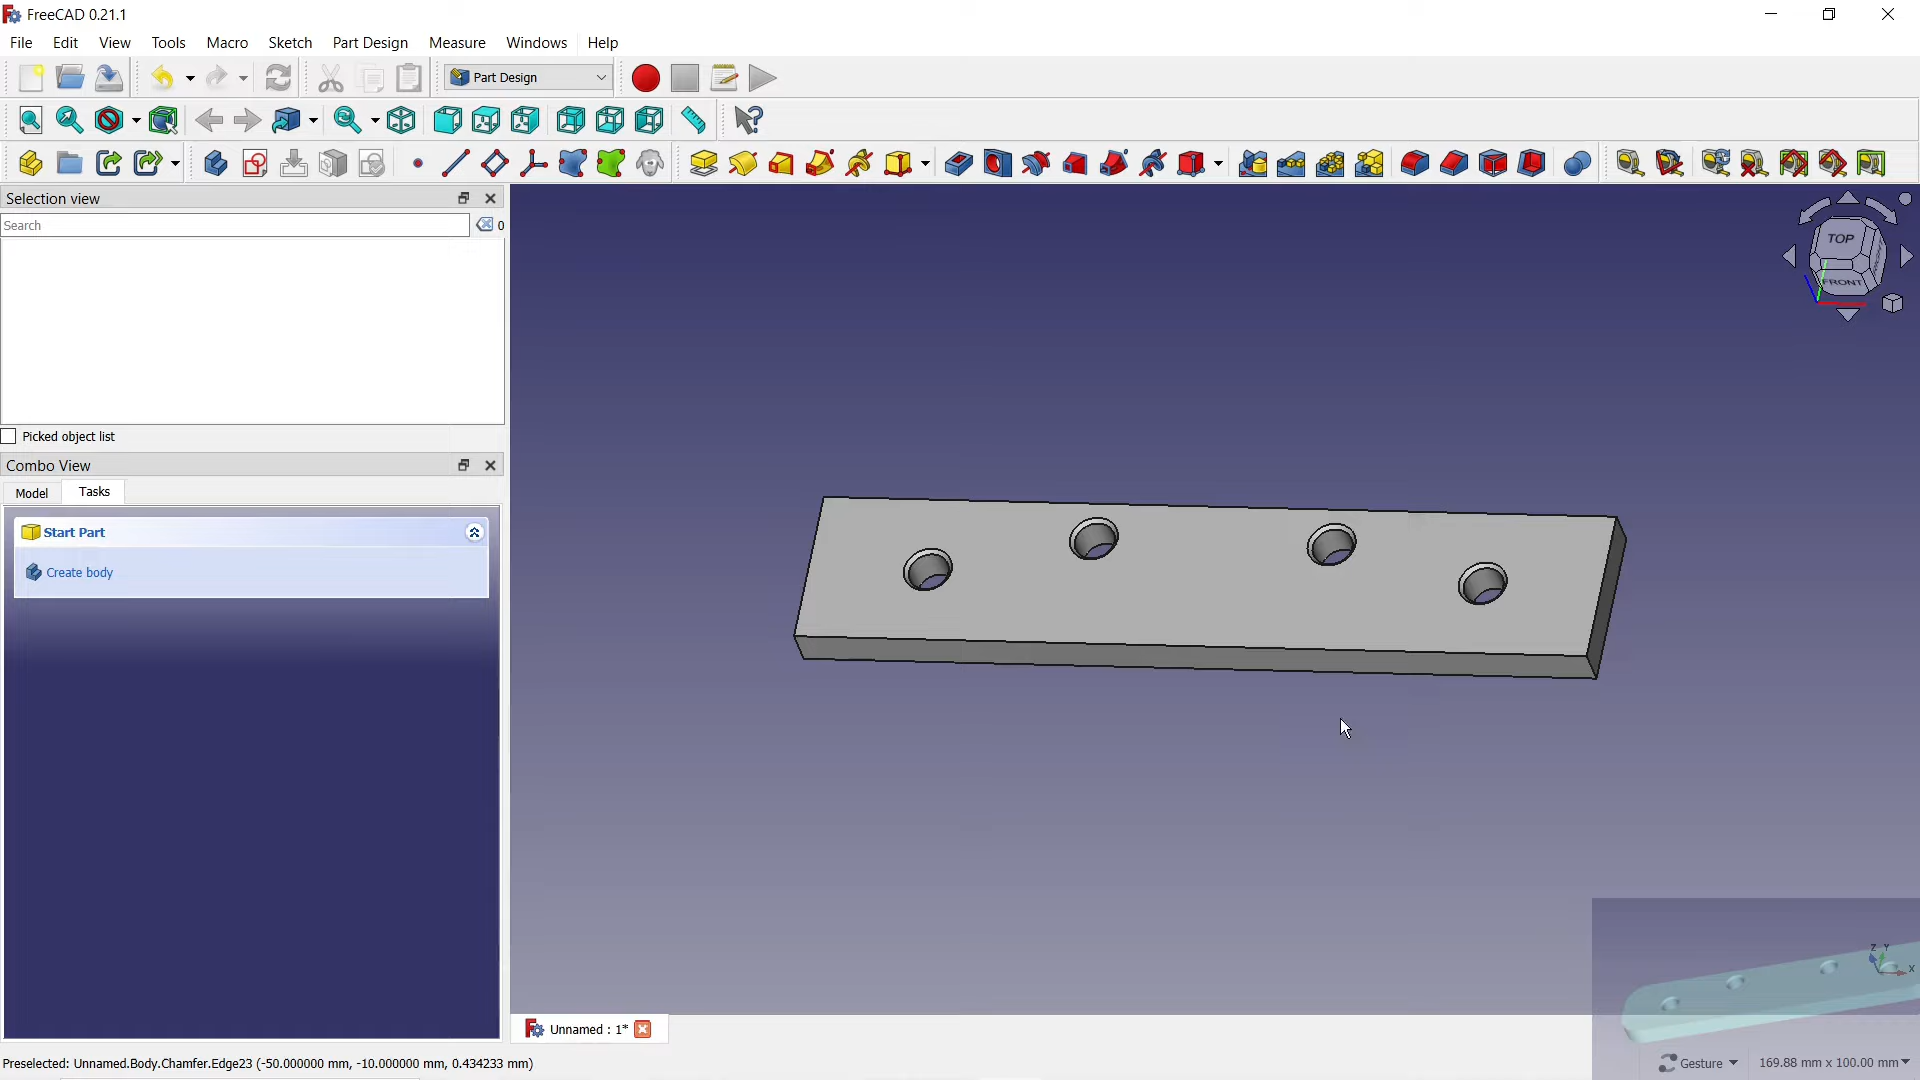 FreeCAD 0.21.1
File Edit View Tools Macro Sketch Part Design Measure Windows Help
Part Design
Selection view
Search
0
Picked object list
Combo View
Model Tasks
Start Part
Create body
TOP
FRONT
Z Y
X
Unnamed : 1*
Preselected: Unnamed.Body.Chamfer.Edge23 (-50.000000 mm, -10.000000 mm, 0.434233 mm)
Gesture 169.88 mm x 100.00 mm